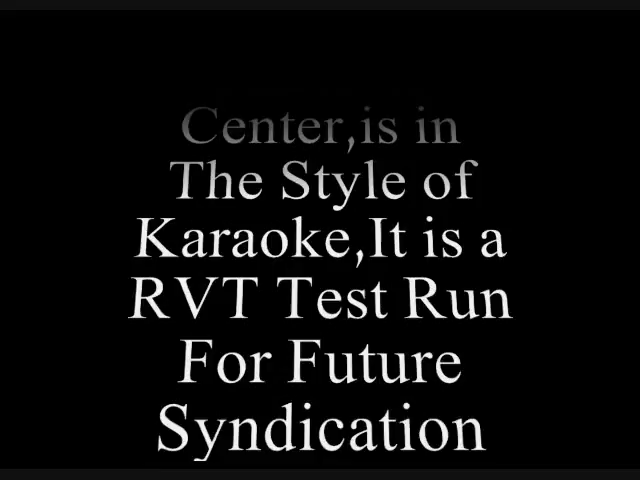 Center,is in
The Style of
Karaoke,It is a
RVT Test Run
For Future
Syndication